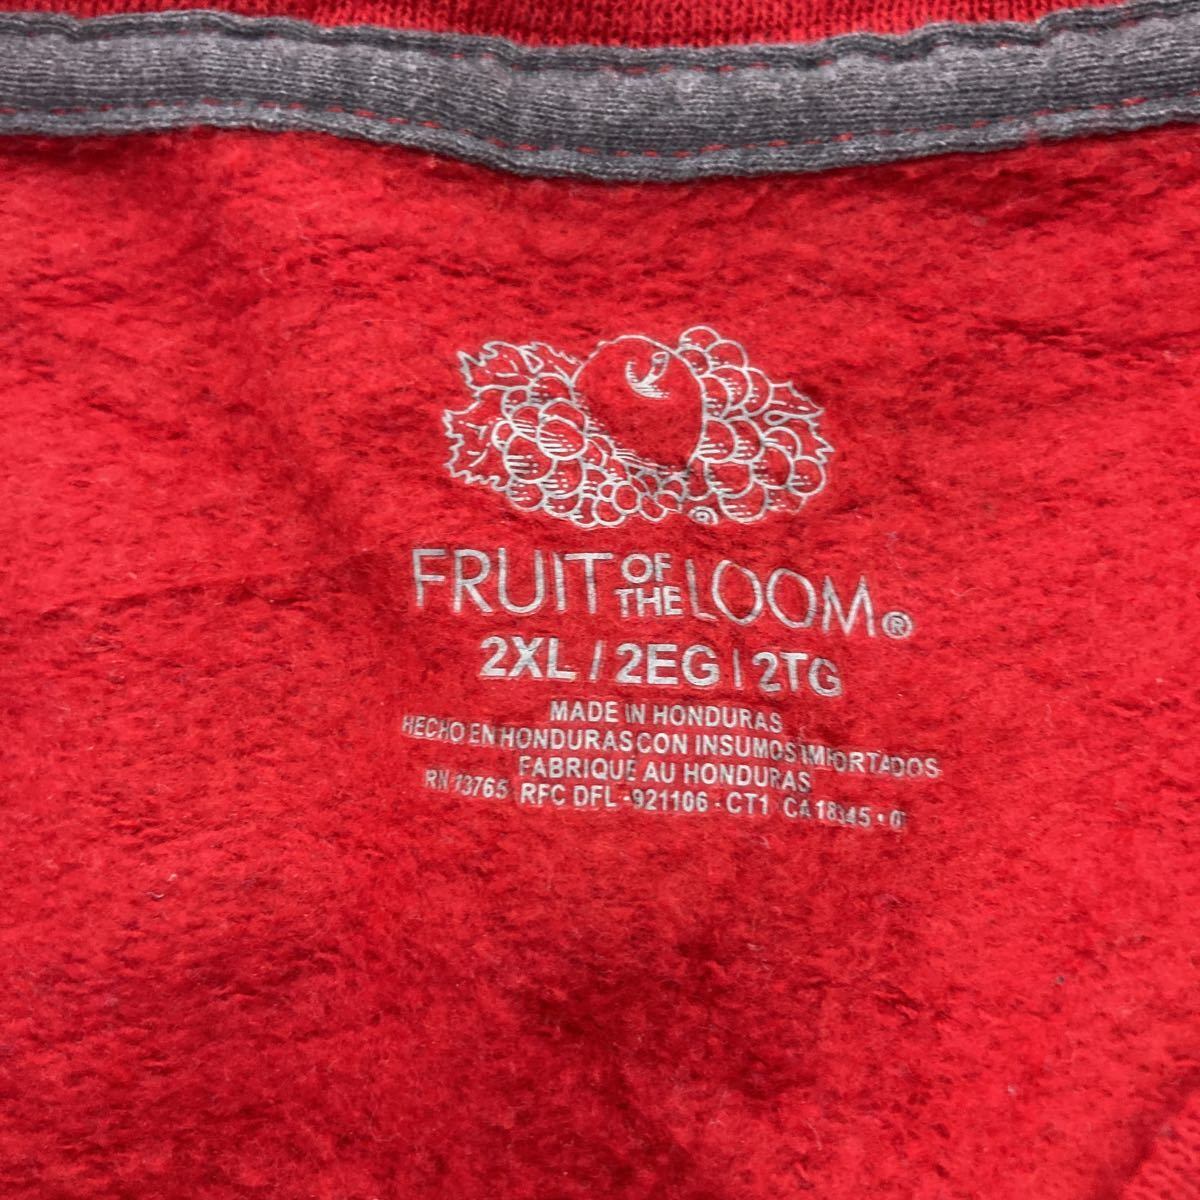 FRUIT OF THE LOOM®
2XL / 2EG / 2TG
MADE IN HONDURAS
HECHO EN HONDURAS CON INSUMOS IMPORTADOS
FABRIQUÉ AU HONDURAS
RN 13765 RFC DFL - 921106 - CT1 CA 18345 •